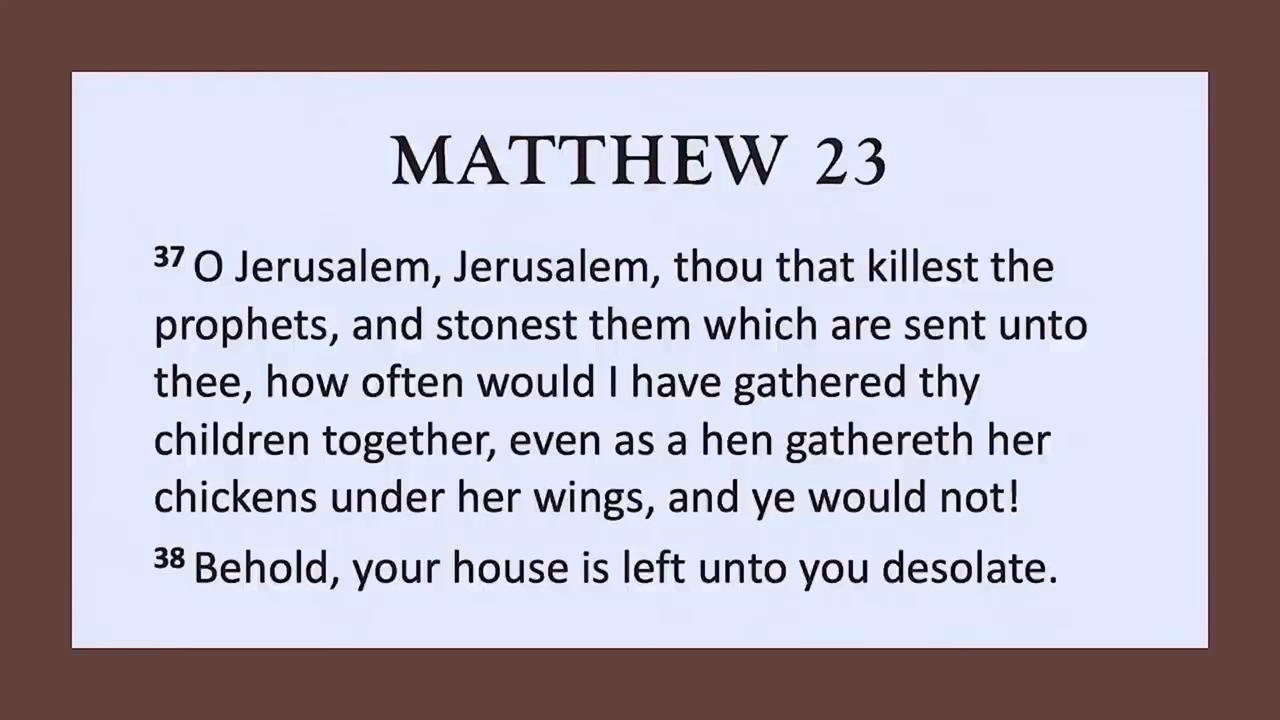 MATTHEW 23
37 O Jerusalem, Jerusalem, thou that killest the
prophets, and stonest them which are sent unto
thee, how often would I have gathered thy
children together, even as a hen gathereth her
chickens under her wings, and ye would not!
38 Behold, your house is left unto you desolate.